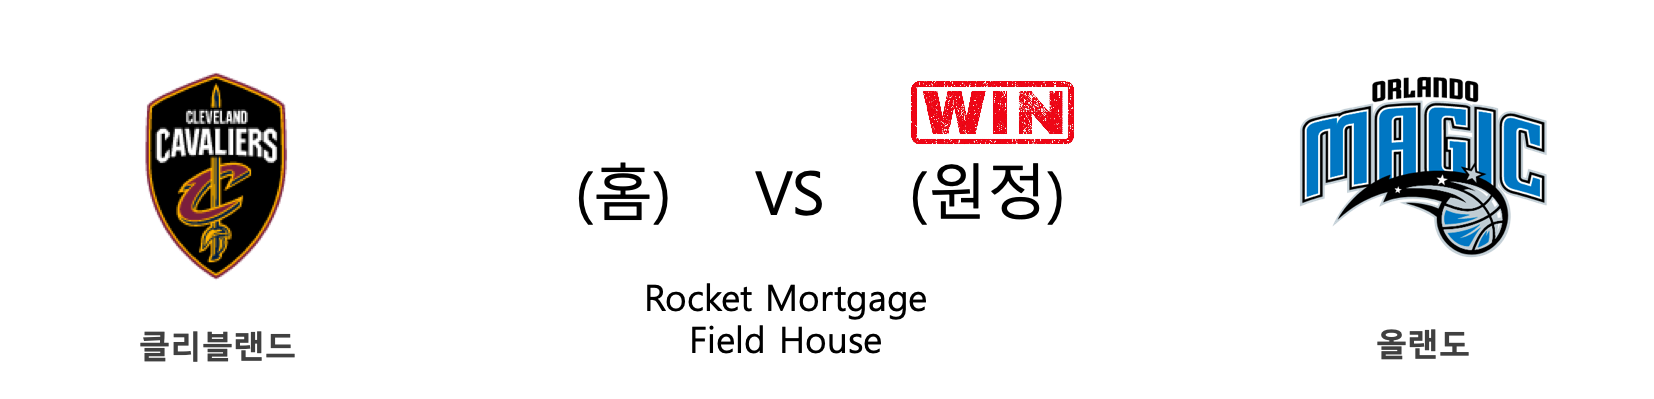 CLEVELAND
CAVALIERS
C
클리블랜드
WIN
(홈) VS (원정)
Rocket Mortgage
Field House
ORLANDO
MAGIC
올랜도